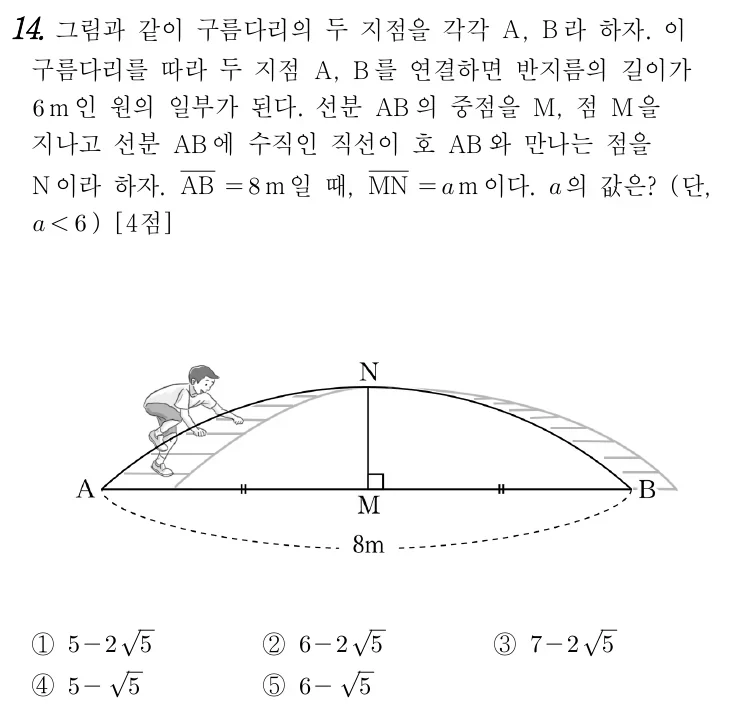 14. 그림과 같이 구름다리의 두 지점을 각각 A, B라 하자. 이
구름다리를 따라 두 지점 A, B를 연결하면 반지름의 길이가
6m인 원의 일부가 된다. 선분 AB의 중점을 M, 점 M을
지나고 선분 AB에 수직인 직선이 호 AB와 만나는 점을
N이라 하자. \overline{AB}=8m일 때, \overline{MN}=am이다. a의 값은? (단,
a<6) [4점]
N
A M B
8m
① 5-2√5 ② 6-2√5 ③ 7-2√5
④ 5-√5 ⑤ 6-√5